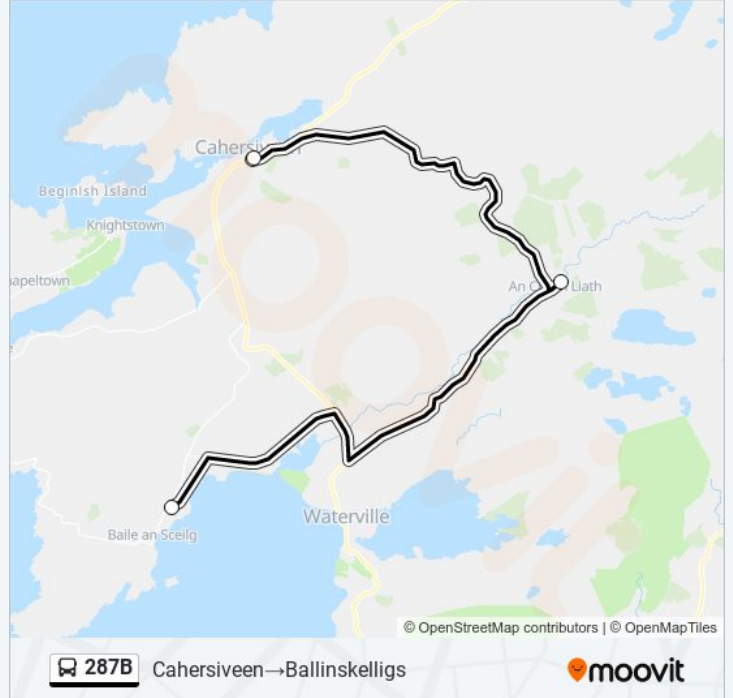 Cahersiveen
Beginish Island
Knightstown
apeltown
An C Liath
Waterville
Baile an Sceilg
© OpenStreetMap contributors | © OpenMapTiles
287B Cahersiveen→Ballinskelligs
moovit